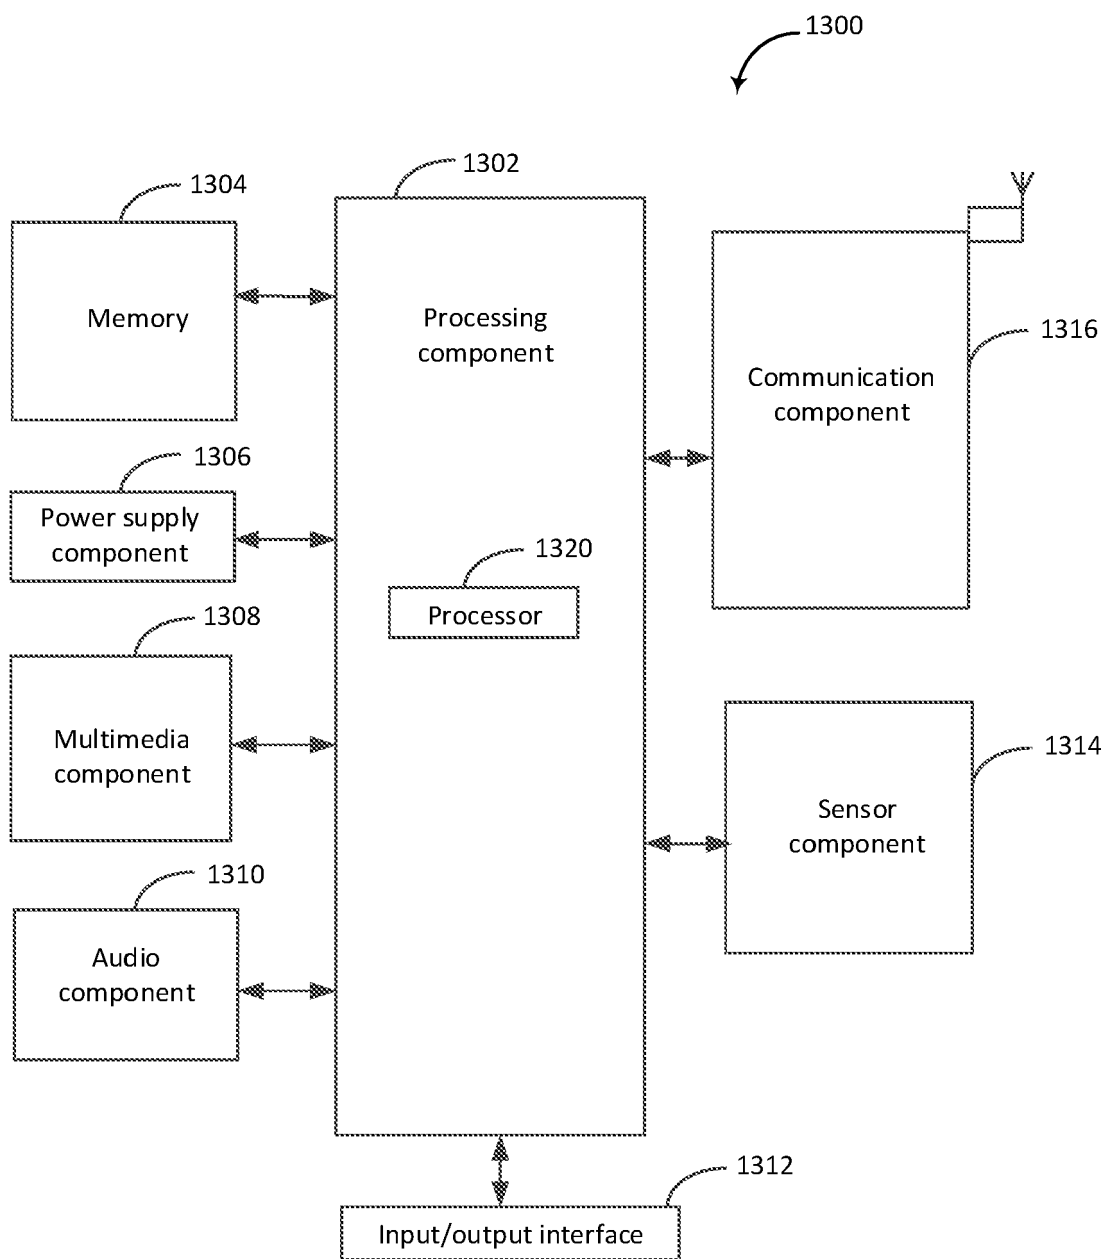 1300
1302
1304
Memory
Processing
component
1316
Communication
component
1306
Power supply
component
1320
Processor
1308
Multimedia
component
1314
Sensor
component
1310
Audio
component
1312
Input/output interface